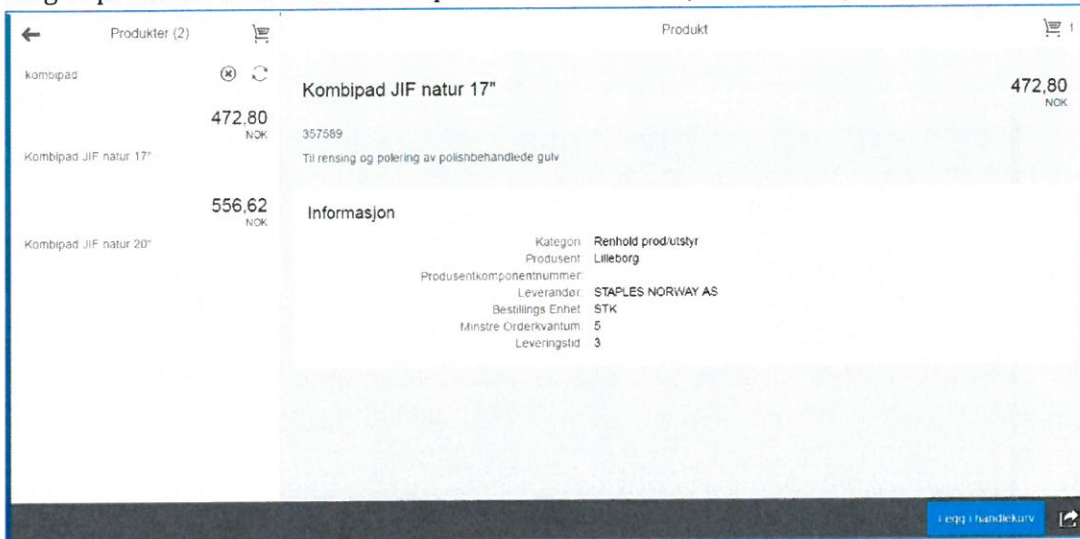 Produkter (2)
kombipad
472,80
NOK
Kombipad JIF natur 17"
556,62
NOK
Kombipad JIF natur 20"
Produkt
1
Kombipad JIF natur 17"
472,80
NOK
357589
Til rensing og polering av polishbehandlede gulv
Informasjon
Kategori: Renhold prod/utstyr
Produsent: Lilleborg
Produsentkomponentnummer:
Leverandør: STAPLES NORWAY AS
Bestillings Enhet: STK
Minstre Orderkvantum: 5
Leveringstid: 3
Legg i handlekurv